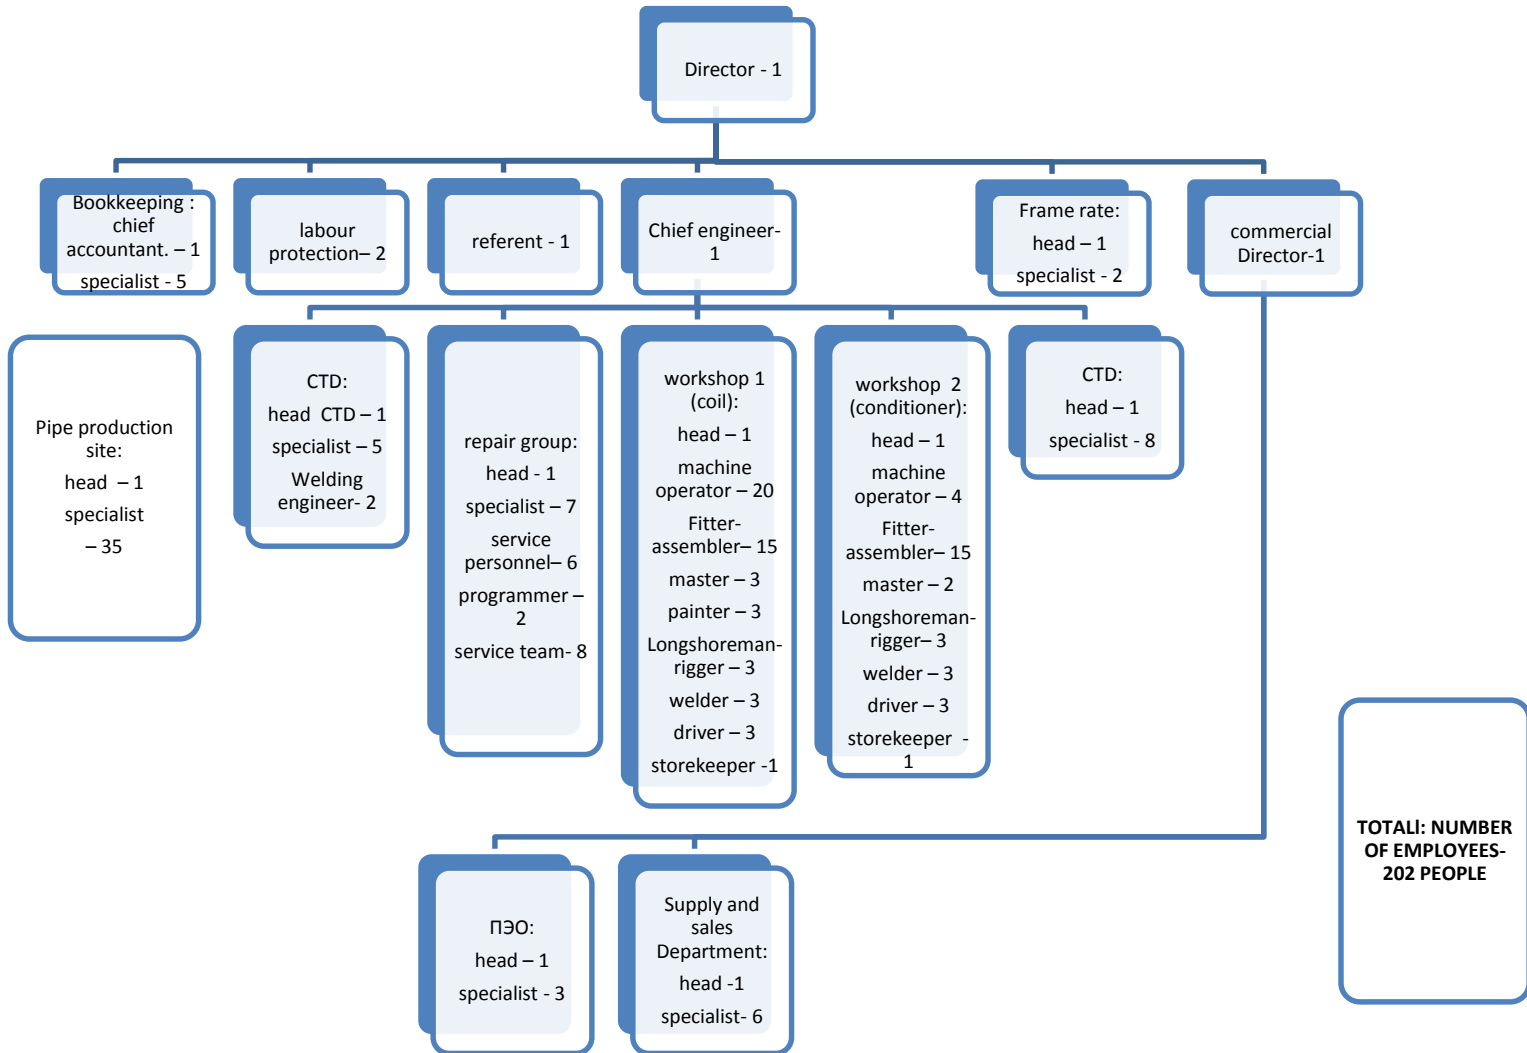 Director - 1
Bookkeeping :
chief
accountant. – 1
specialist - 5
labour
protection– 2
referent - 1
Chief engineer-
1
Frame rate:
head – 1
specialist - 2
commercial
Director-1
Pipe production
site:
head – 1
specialist
– 35
CTD:
head CTD – 1
specialist – 5
Welding
engineer- 2
repair group:
head - 1
specialist – 7
service
personnel– 6
programmer –
2
service team- 8
workshop 1
(coil):
head – 1
machine
operator – 20
Fitter-
assembler– 15
master – 3
painter – 3
Longshoreman-
rigger – 3
welder – 3
driver – 3
storekeeper -1
workshop 2
(conditioner):
head – 1
machine
operator – 4
Fitter-
assembler– 15
master – 2
Longshoreman-
rigger– 3
welder – 3
driver – 3
storekeeper -
1
CTD:
head – 1
specialist - 8
ПЭО:
head – 1
specialist - 3
Supply and
sales
Department:
head -1
specialist- 6
TOTALl: NUMBER
OF EMPLOYEES-
202 PEOPLE